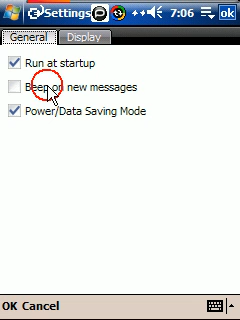 Settings 7:06 ok
General Display
Run at startup
Beep on new messages
Power/Data Saving Mode
OK Cancel